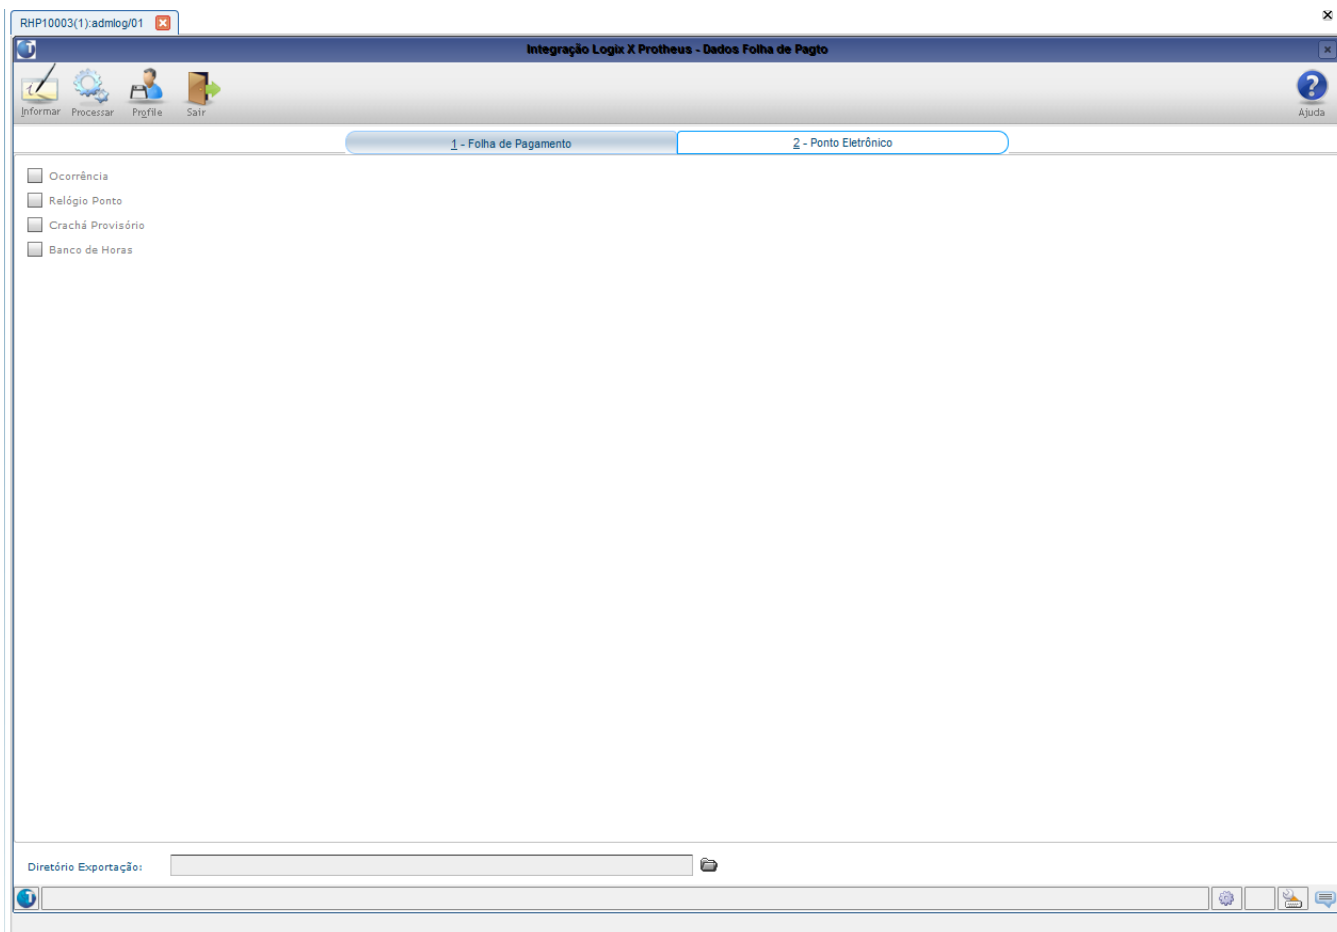 RHP10003(1):admlog/01
Integração Logix X Protheus - Dados Folha de Pagto
Informar Processar Profile Sair Ajuda
1 - Folha de Pagamento 2 - Ponto Eletrônico
Ocorrência
Relógio Ponto
Crachá Provisório
Banco de Horas
Diretório Exportação: